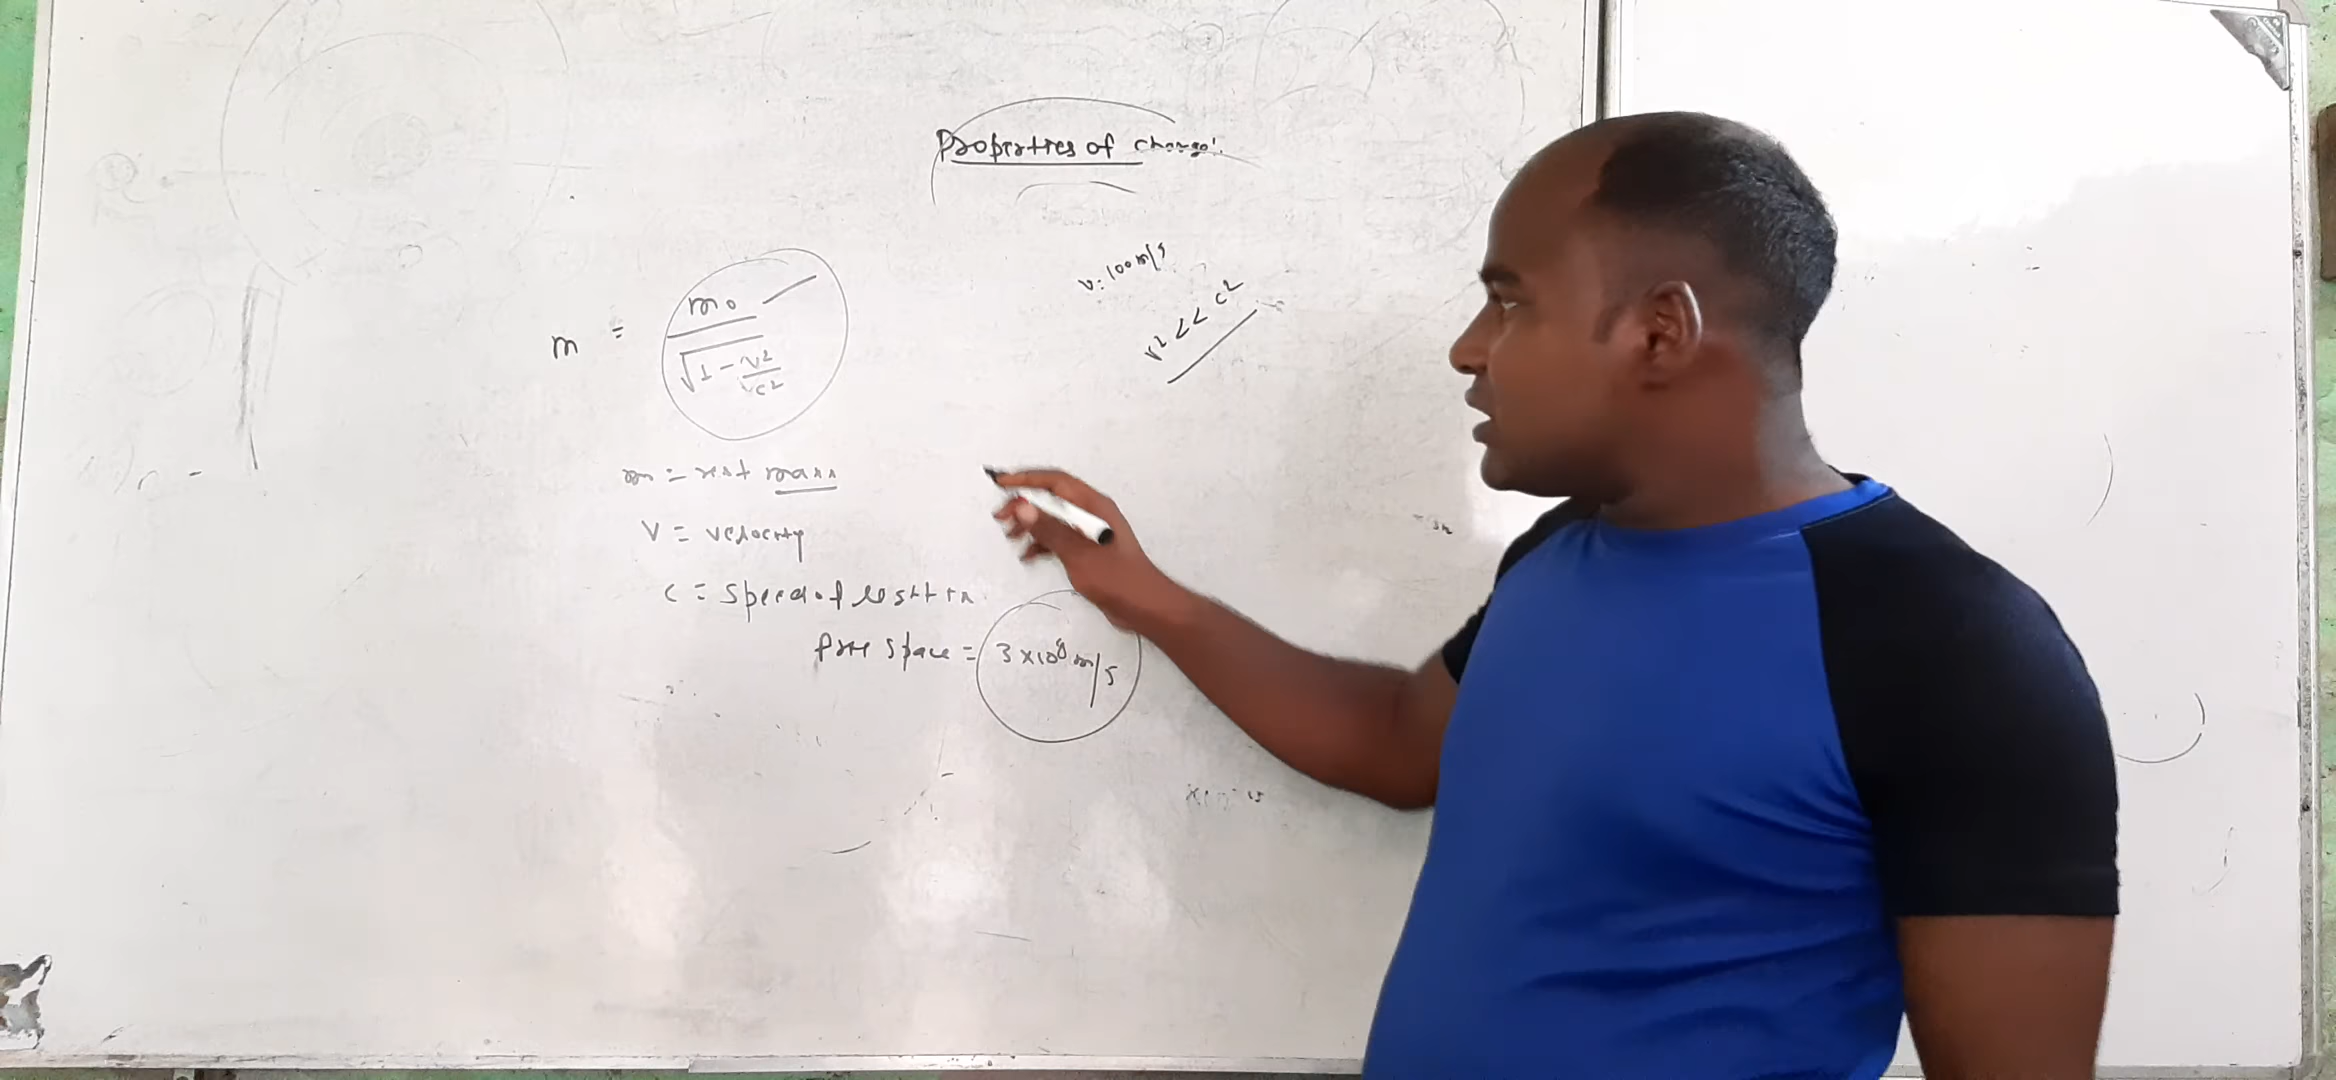 Properties of charge!
v = 100 m/s
v² << c²
m = m₀ / √1 - v²/c²
m = rest mass
v = velocity
c = speed of light in
free space = 3×10⁸ m/s